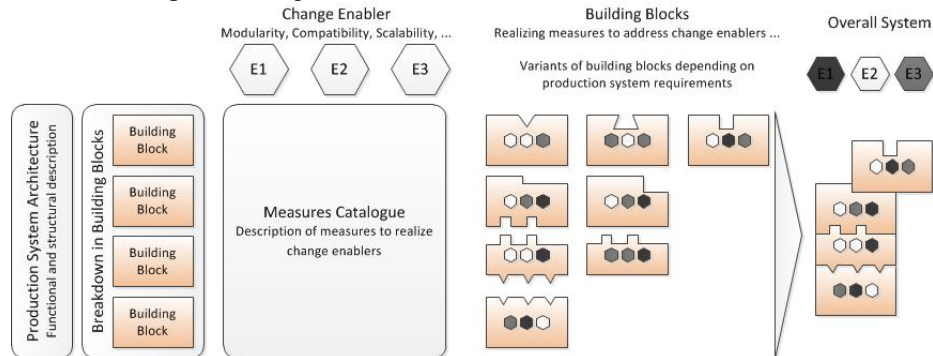 Change Enabler
Modularity, Compatibility, Scalability, ...
E1
E2
E3
Building Blocks
Realizing measures to address change enablers ...
Variants of building blocks depending on
production system requirements
Overall System
E1
E2
E3
Production System Architecture
Functional and structural description
Breakdown in Building Blocks
Building
Block
Building
Block
Building
Block
Building
Block
Measures Catalogue
Description of measures to realize
change enablers